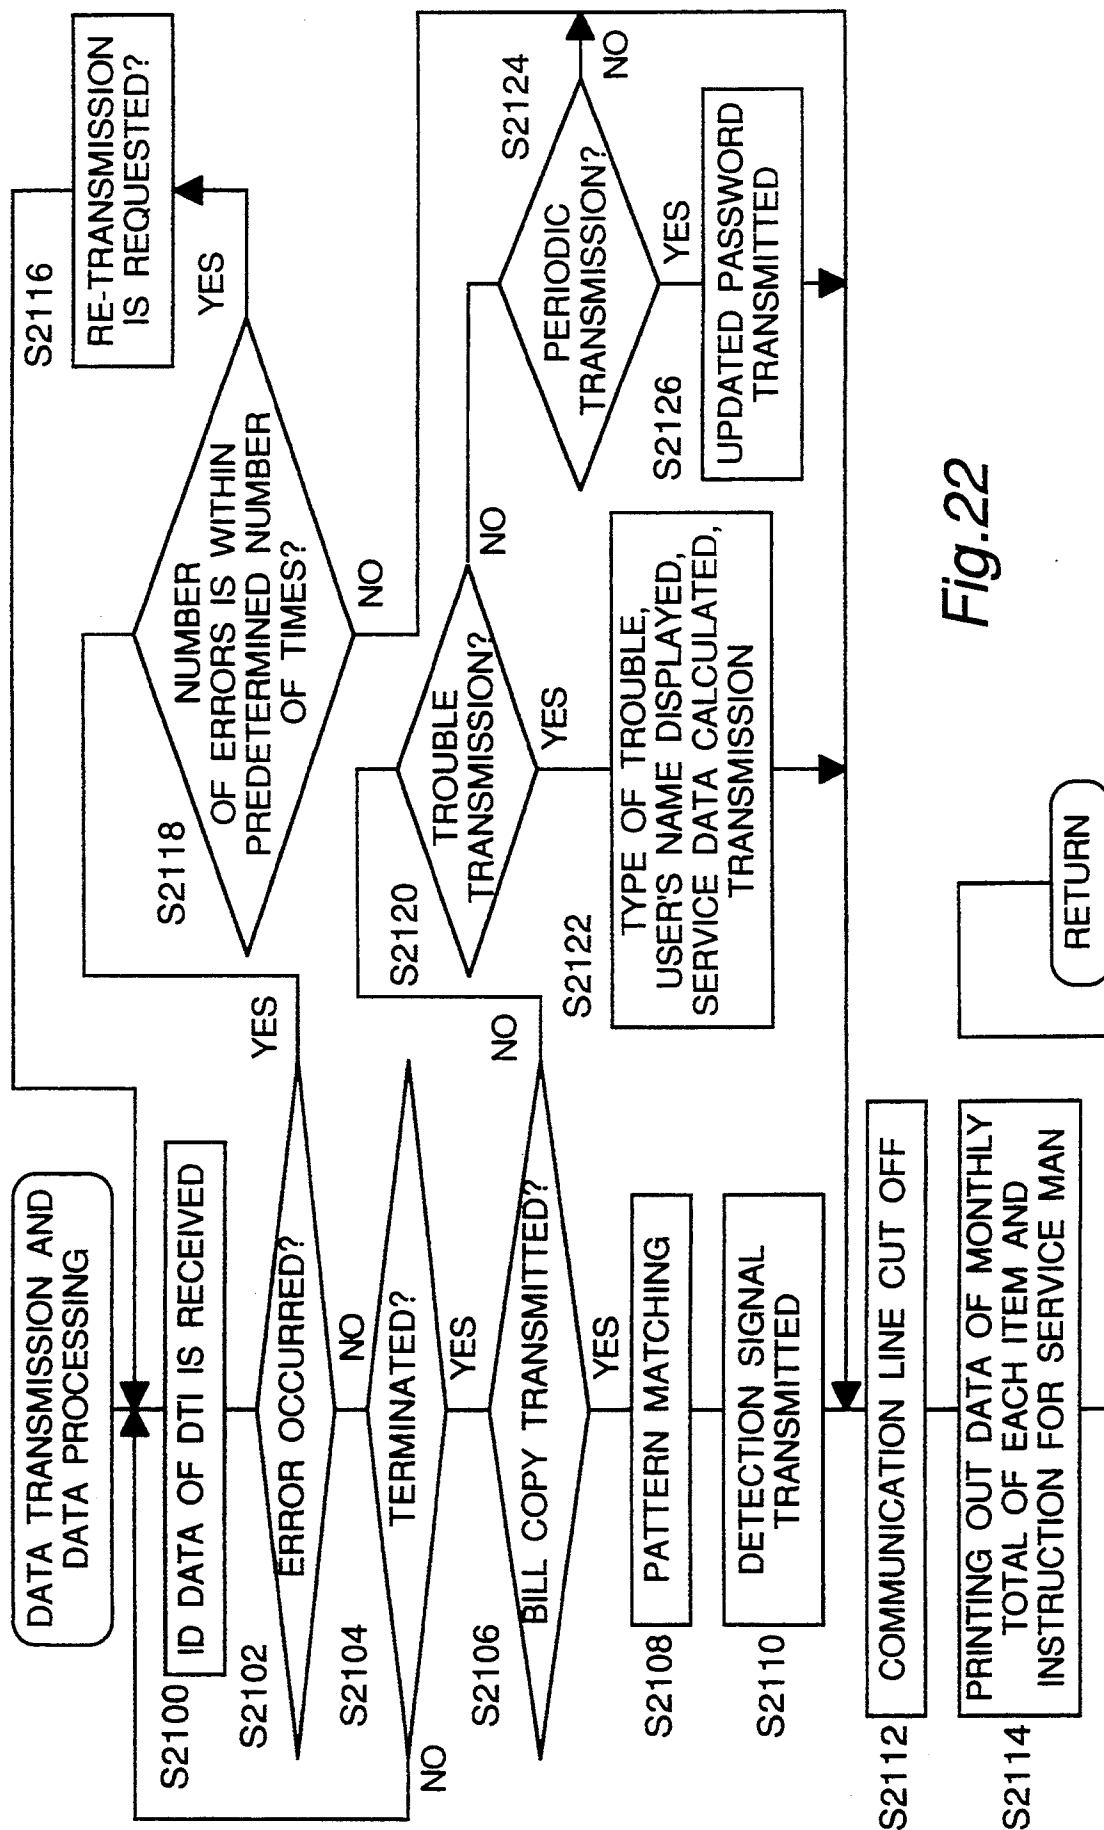 DATA TRANSMISSION AND
DATA PROCESSING
S2100
ID DATA OF DTI IS RECEIVED
S2102
ERROR OCCURRED?
YES
NO
S2104
TERMINATED?
NO
YES
S2106
BILL COPY TRANSMITTED?
NO
YES
S2108
PATTERN MATCHING
S2110
DETECTION SIGNAL
TRANSMITTED
S2112
COMMUNICATION LINE CUT OFF
S2114
PRINTING OUT DATA OF MONTHLY
TOTAL OF EACH ITEM AND
INSTRUCTION FOR SERVICE MAN
RETURN
S2116
RE-TRANSMISSION
IS REQUESTED?
S2118
NUMBER
OF ERRORS IS WITHIN
PREDETERMINED NUMBER
OF TIMES?
YES
NO
S2120
TROUBLE
TRANSMISSION?
NO
YES
S2122
TYPE OF TROUBLE,
USER'S NAME DISPLAYED,
SERVICE DATA CALCULATED,
TRANSMISSION
S2124
PERIODIC
TRANSMISSION?
NO
YES
S2126
UPDATED PASSWORD
TRANSMITTED
Fig.22